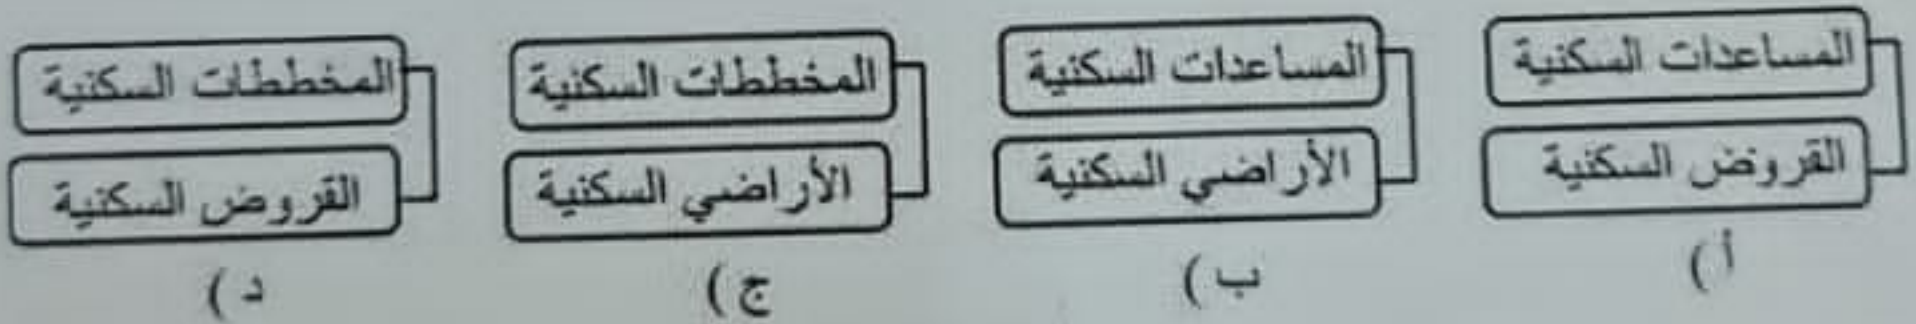 المساعدات السكنية
القروض السكنية
أ )
المساعدات السكنية
الأراضي السكنية
ب )
المخططات السكنية
الأراضي السكنية
ج )
المخططات السكنية
القروض السكنية
د )